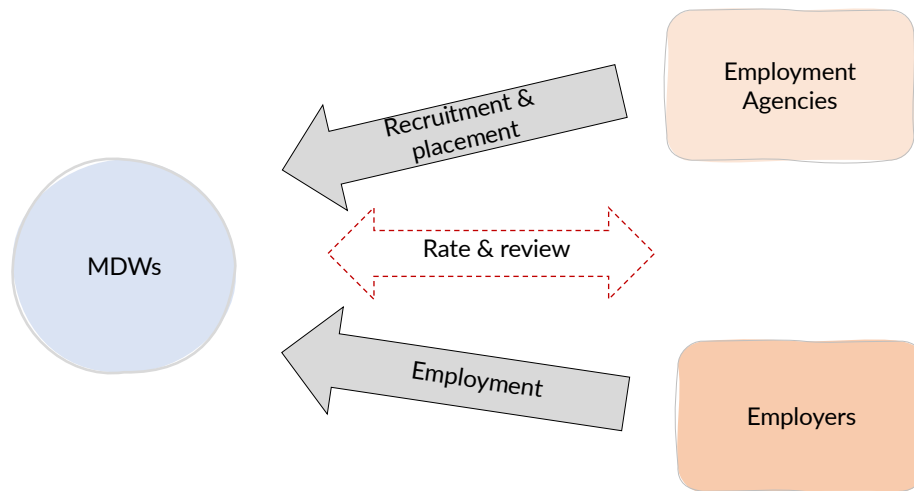 Employment
Agencies
Recruitment &
placement
MDWs
Rate & review
Employment
Employers